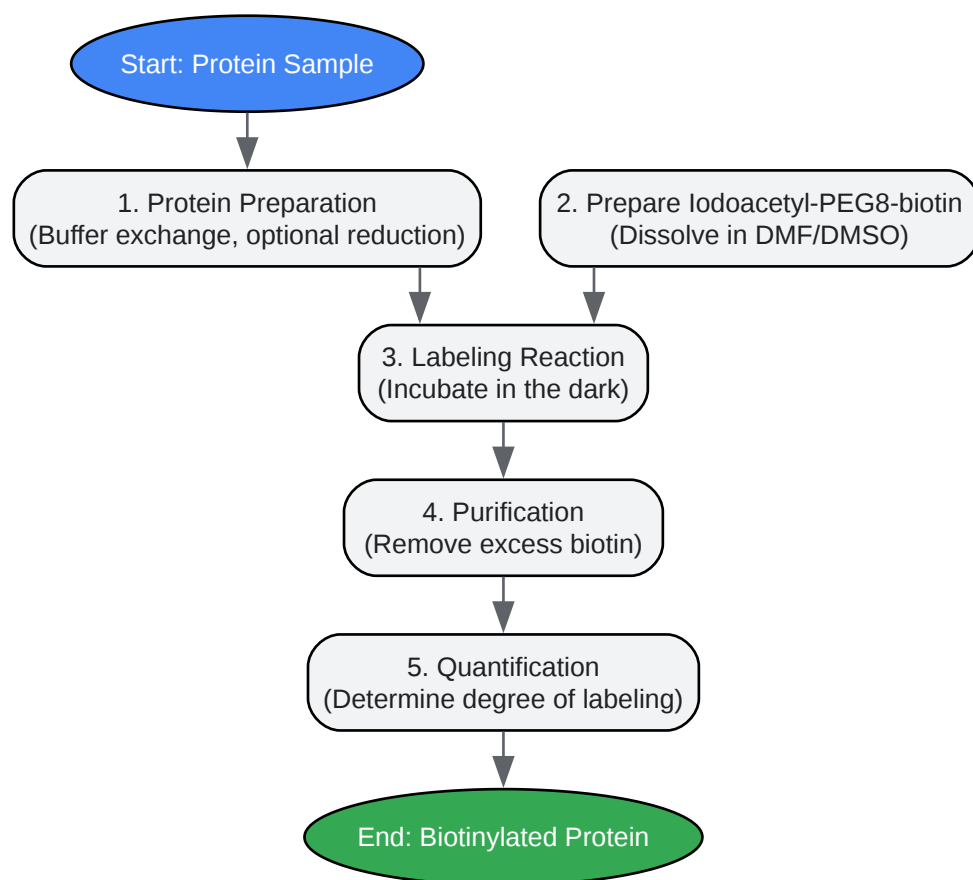 Start: Protein Sample
1. Protein Preparation
(Buffer exchange, optional reduction)
2. Prepare Iodoacetyl-PEG8-biotin
(Dissolve in DMF/DMSO)
3. Labeling Reaction
(Incubate in the dark)
4. Purification
(Remove excess biotin)
5. Quantification
(Determine degree of labeling)
End: Biotinylated Protein